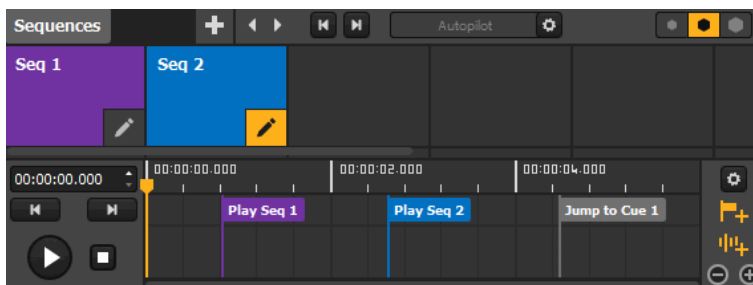 Sequences
Autopilot
Seq 1
Seq 2
00:00:00.000
00:00:00.000
00:00:02.000
00:00:04.000
Play Seq 1
Play Seq 2
Jump to Cue 1